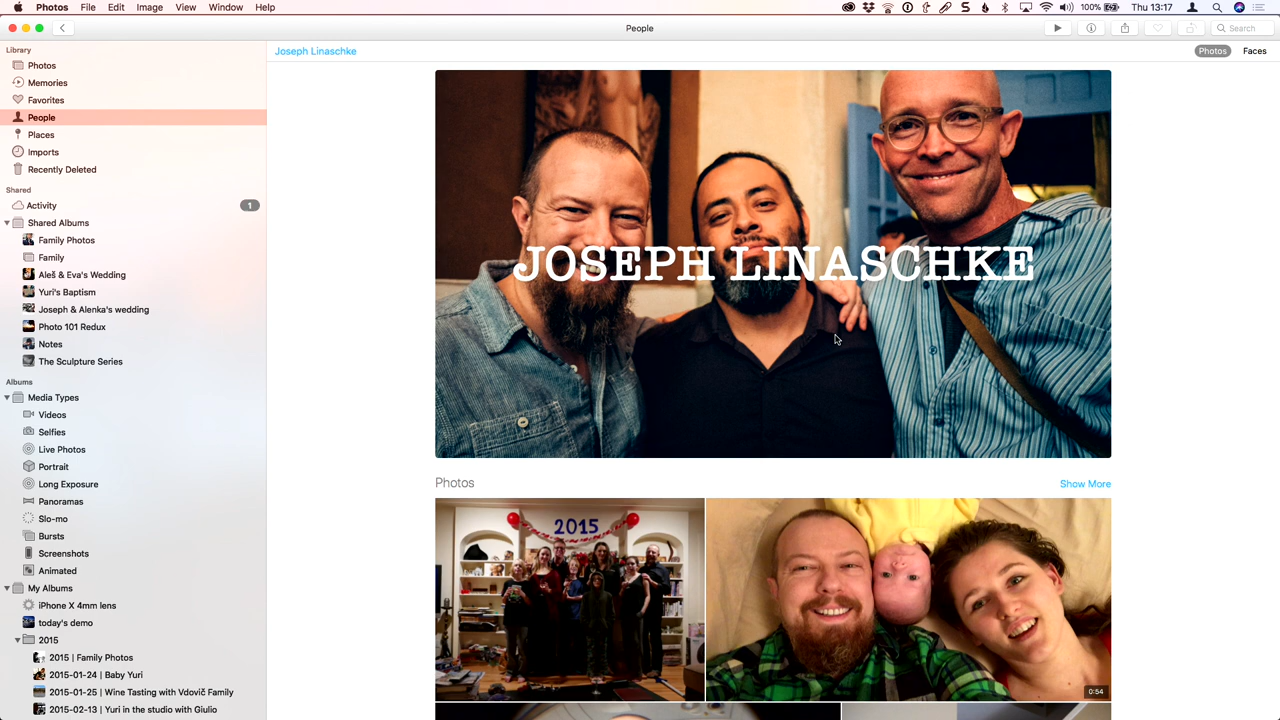 Photos File Edit Image View Window Help 100% Thu 13:17
People Search
Library
Photos
Memories
Favorites
People
Places
Imports
Recently Deleted
Shared
Activity 1
Shared Albums
Family Photos
Family
Aleš & Eva's Wedding
Yuri's Baptism
Joseph & Alenka's wedding
Photo 101 Redux
Notes
The Sculpture Series
Albums
Media Types
Videos
Selfies
Live Photos
Portrait
Long Exposure
Panoramas
Slo-mo
Bursts
Screenshots
Animated
My Albums
iPhone X 4mm lens
today's demo
2015
2015 | Family Photos
2015-01-24 | Baby Yuri
2015-01-25 | Wine Tasting with Vdovič Family
2015-02-13 | Yuri in the studio with Giulio
Joseph Linaschke Photos Faces
JOSEPH LINASCHKE
Photos Show More
2015
0:54